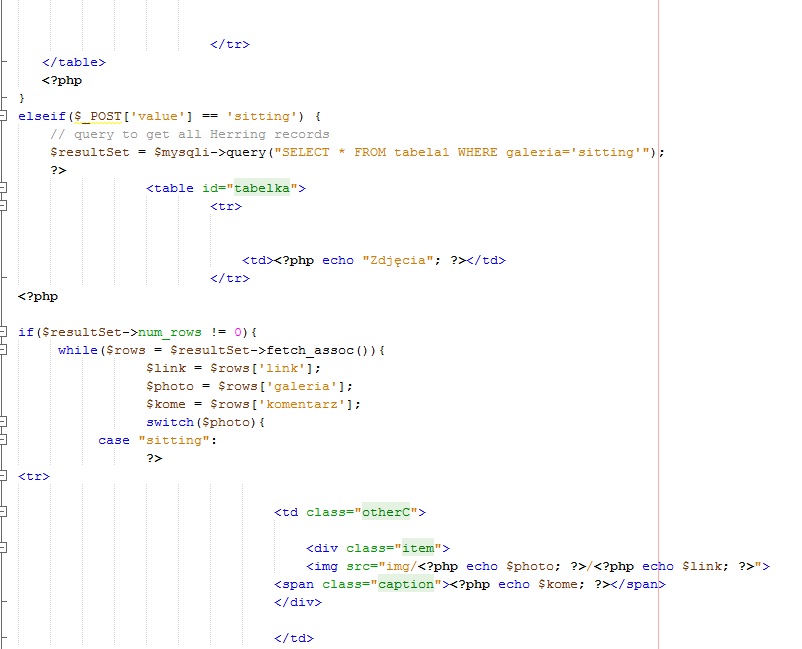 </tr>
</table>
<?php
}
elseif($_POST['value'] == 'sitting') {
// query to get all Herring records
$resultSet = $mysqli->query("SELECT * FROM tabela1 WHERE galeria='sitting'");
?>
<table id="tabelka">
<tr>
<td><?php echo "Zdjęcia"; ?></td>
</tr>
<?php
if($resultSet->num_rows != 0){
while($rows = $resultSet->fetch_assoc()){
$link = $rows['link'];
$photo = $rows['galeria'];
$kome = $rows['komentarz'];
switch($photo){
case "sitting":
?>
<tr>
<td class="otherC">
<div class="item">
<img src="img/<?php echo $photo; ?>/<?php echo $link; ?>">
<span class="caption"><?php echo $kome; ?></span>
</div>
</td>